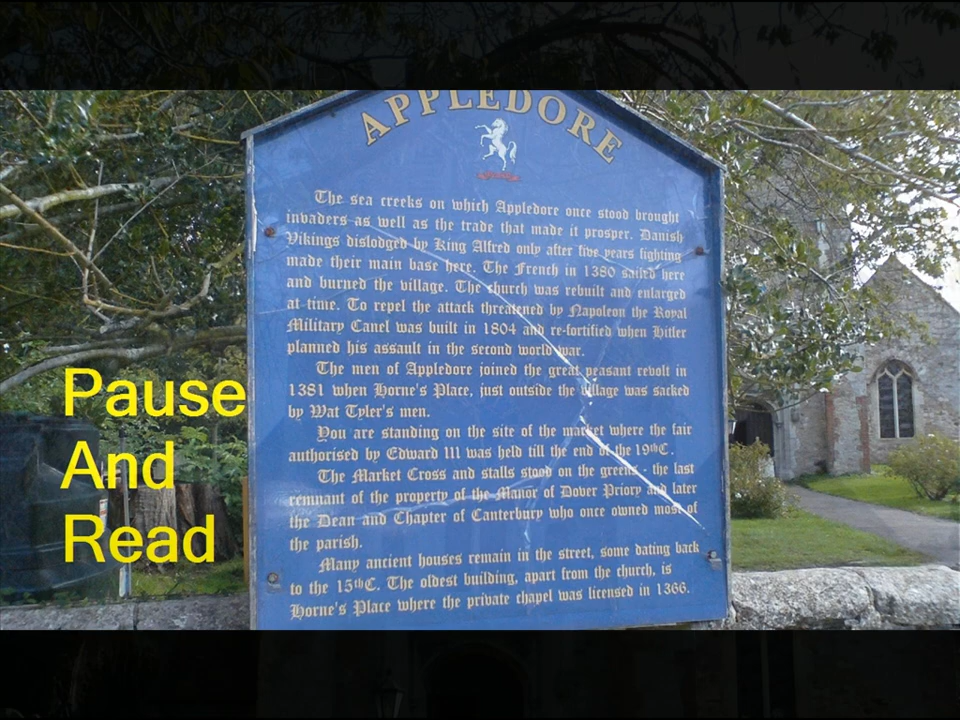 APPLEDORE
The sea creeks on which Appledore once stood brought
invaders as well as the trade that made it prosper. Danish
Vikings dislodged by King Alfred only after five years fighting
made their main base here. The French in 1380 sailed here
and burned the village. The church was rebuilt and enlarged
at time. To repel the attack threatened by Napoleon the Royal
Military Canel was built in 1804 and re-fortified when Hitler
planned his assault in the second world war.
The men of Appledore joined the great peasant revolt in
1381 when Horne's Place, just outside the village was sacked
by Wat Tyler's men.
You are standing on the site of the market where the fair
authorised by Edward III was held till the end of the 19thC.
The Market Cross and stalls stood on the greens - the last
remnant of the property of the Manor of Dover Priory and later
the Dean and Chapter of Canterbury who once owned most of
the parish.
Many ancient houses remain in the street, some dating back
to the 15thC. The oldest building, apart from the church, is
Horne's Place where the private chapel was licensed in 1366.
Pause
And
Read